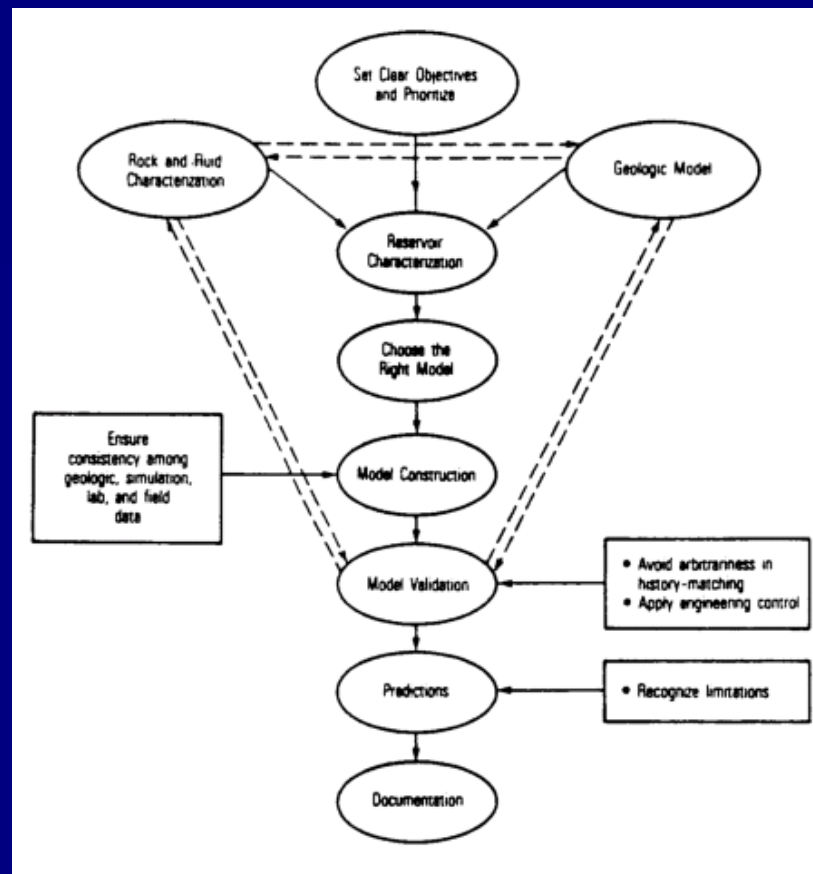 Set Clear Objectives
and Prioritize
Rock and Fluid
Characterization
Geologic Model
Reservoir
Characterization
Choose the
Right Model
Ensure
consistency among
geologic, simulation,
lab, and field
data
Model Construction
Model Validation
• Avoid arbitrariness in
history-matching
• Apply engineering control
Predictions
• Recognize limitations
Documentation